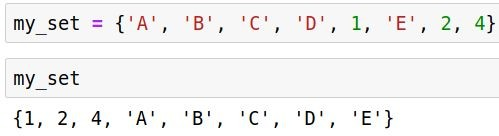 my_set = {'A', 'B', 'C', 'D', 1, 'E', 2, 4}
my_set
{1, 2, 4, 'A', 'B', 'C', 'D', 'E'}